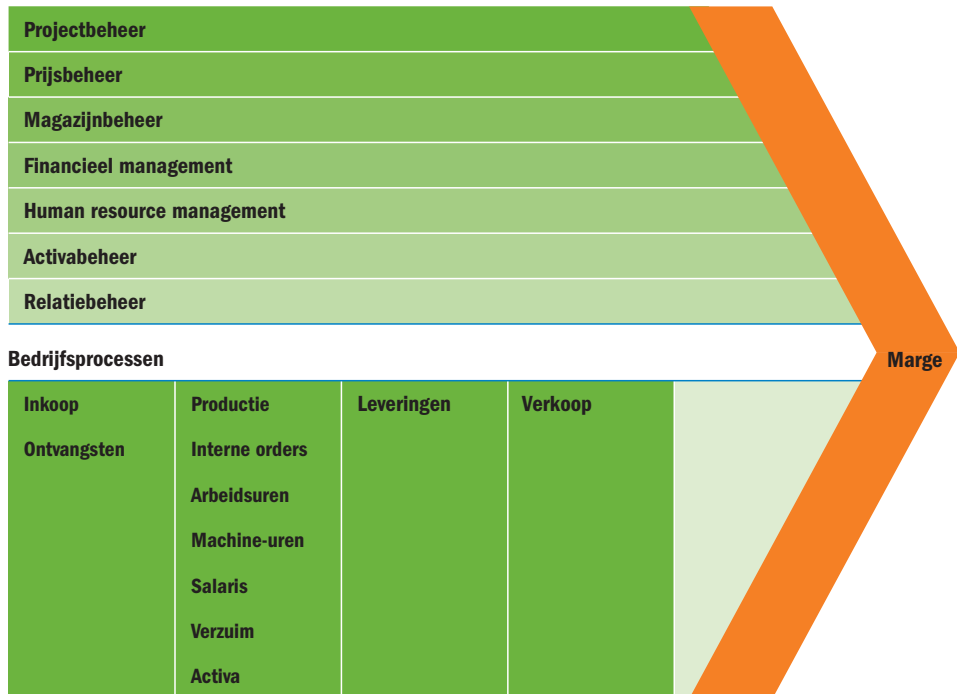 Projectbeheer
Prijsbeheer
Magazijnbeheer
Financieel management
Human resource management
Activabeheer
Relatiebeheer
Bedrijfsprocessen
Marge
Inkoop
Ontvangsten
Productie
Interne orders
Arbeidsuren
Machine-uren
Salaris
Verzuim
Activa
Leveringen
Verkoop